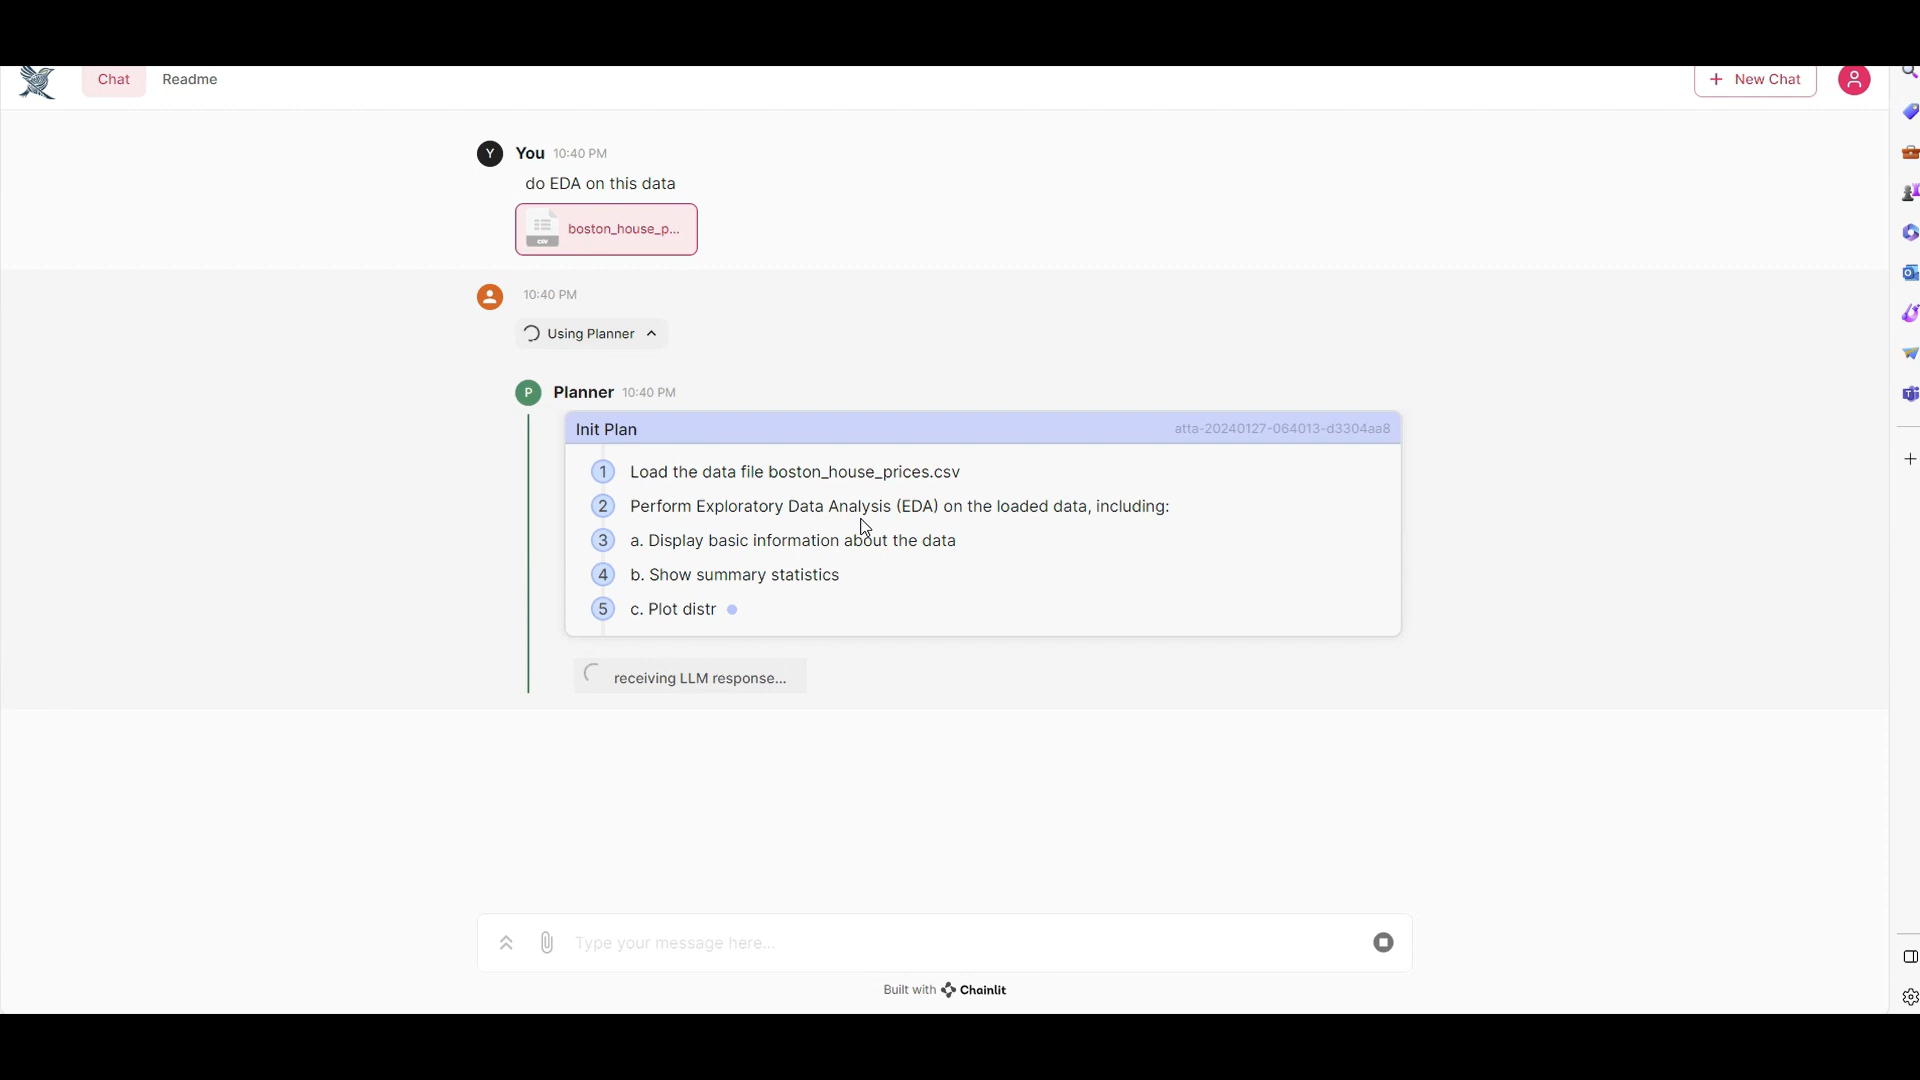 Chat
Readme
New Chat
Y
You 10:40 PM
do EDA on this data
csv
boston_house_p...
10:40 PM
Using Planner
P
Planner 10:40 PM
Init Plan
atta-20240127-064013-d3304aa8
1 Load the data file boston_house_prices.csv
2 Perform Exploratory Data Analysis (EDA) on the loaded data, including:
3 a. Display basic information about the data
4 b. Show summary statistics
5 c. Plot distr
receiving LLM response...
Type your message here...
Built with Chainlit